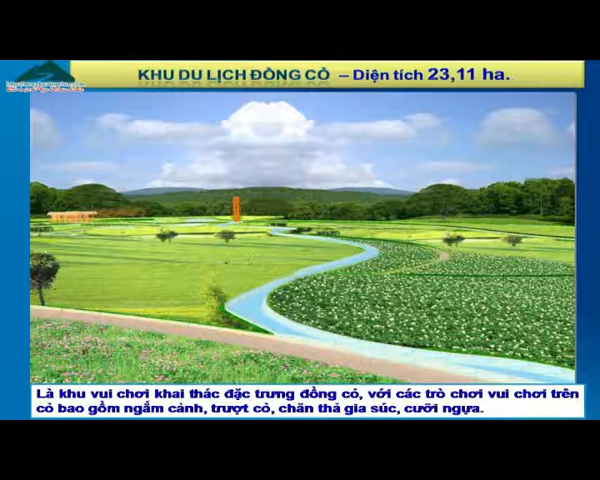 KHU DU LỊCH ĐỒNG CỎ – Diện tích 23,11 ha.
Là khu vui chơi khai thác đặc trưng đồng cỏ, với các trò chơi vui chơi trên
cỏ bao gồm ngắm cảnh, trượt cỏ, chăn thả gia súc, cưỡi ngựa.